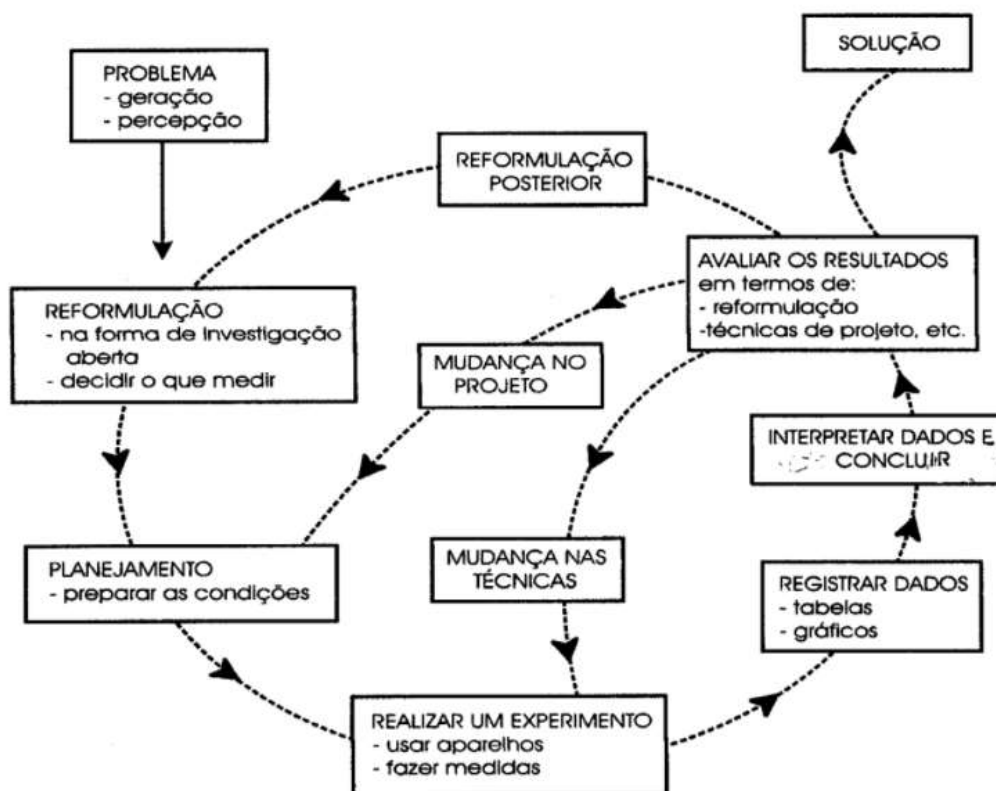 PROBLEMA
- geração
- percepção
SOLUÇÃO
REFORMULAÇÃO
POSTERIOR
AVALIAR OS RESULTADOS
em termos de:
- reformulação
-técnicas de projeto, etc.
REFORMULAÇÃO
- na forma de investigação
aberta
- decidir o que medir
MUDANÇA NO
PROJETO
INTERPRETAR DADOS E
CONCLUIR
PLANEJAMENTO
- preparar as condições
MUDANÇA NAS
TÉCNICAS
REGISTRAR DADOS
- tabelas
- gráficos
REALIZAR UM EXPERIMENTO
- usar aparelhos
- fazer medidas